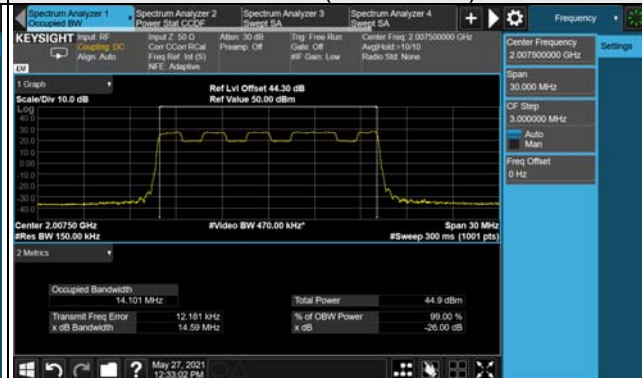 Spectrum Analyzer 1
Occupied BW
Spectrum Analyzer 2
Power Stat CCDF
Spectrum Analyzer 3
Swept SA
Spectrum Analyzer 4
Swept SA
Frequency
KEYSIGHT
Input: RF
Coupling: DC
Align: Auto
Input Z: 50 Ω
Corr CCorr RCal
Freq Ref: Int (S)
NFE: Adaptive
Atten: 30 dB
Preamp: Off
Trig: Free Run
Gate: Off
#IF Gain: Low
Center Freq: 2.007500000 GHz
Avg|Hold:>10/10
Radio Std: None
Center Frequency
2.007500000 GHz
Settings
Span
30.000 MHz
CF Step
3.000000 MHz
Auto
Man
Freq Offset
0 Hz
1 Graph
Scale/Div 10.0 dB
Ref Lvl Offset 44.30 dB
Ref Value 50.00 dBm
Log
40.0
30.0
20.0
10.0
0.00
-10.0
-20.0
-30.0
-40.0
Center 2.00750 GHz
#Res BW 150.00 kHz
#Video BW 470.00 kHz*
Span 30 MHz
#Sweep 300 ms (1001 pts)
2 Metrics
Occupied Bandwidth
14.101 MHz
Total Power
44.9 dBm
Transmit Freq Error
12.181 kHz
% of OBW Power
99.00 %
x dB Bandwidth
14.59 MHz
x dB
-26.00 dB
May 27, 2021
12:33:02 PM